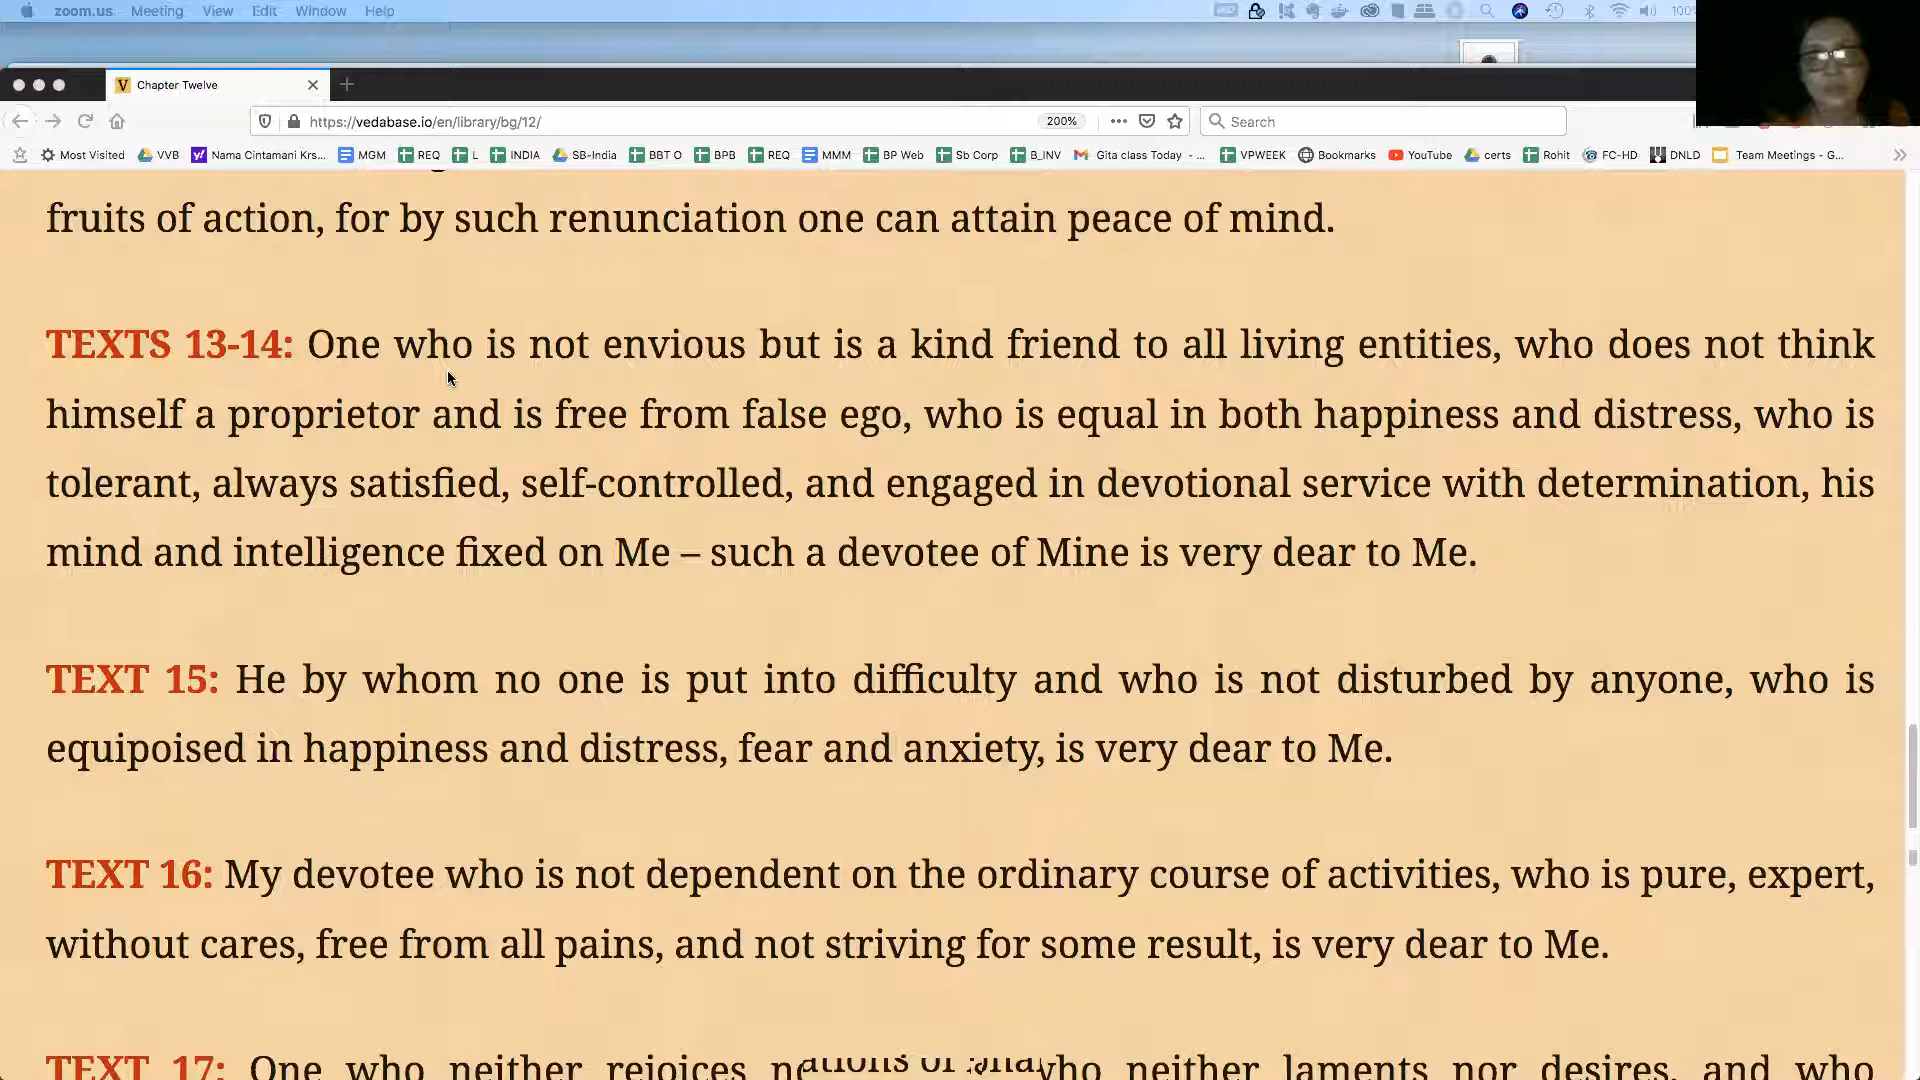 zoom.us Meeting View Edit Window Help 100%
Chapter Twelve
https://vedabase.io/en/library/bg/12/ 200% Search
Most Visited VVB Nama Cintamani Krs... MGM REQ L INDIA SB-India BBT O BPB REQ MMM BP Web Sb Corp B_INV Gita class Today - ... VPWEEK Bookmarks YouTube certs Rohit FC-HD DNLD Team Meetings - G...
fruits of action, for by such renunciation one can attain peace of mind.
TEXTS 13-14: One who is not envious but is a kind friend to all living entities, who does not think
himself a proprietor and is free from false ego, who is equal in both happiness and distress, who is
tolerant, always satisfied, self-controlled, and engaged in devotional service with determination, his
mind and intelligence fixed on Me – such a devotee of Mine is very dear to Me.
TEXT 15: He by whom no one is put into difficulty and who is not disturbed by anyone, who is
equipoised in happiness and distress, fear and anxiety, is very dear to Me.
TEXT 16: My devotee who is not dependent on the ordinary course of activities, who is pure, expert,
without cares, free from all pains, and not striving for some result, is very dear to Me.
TEXT 17: One who neither rejoices who neither laments nor desires, and who